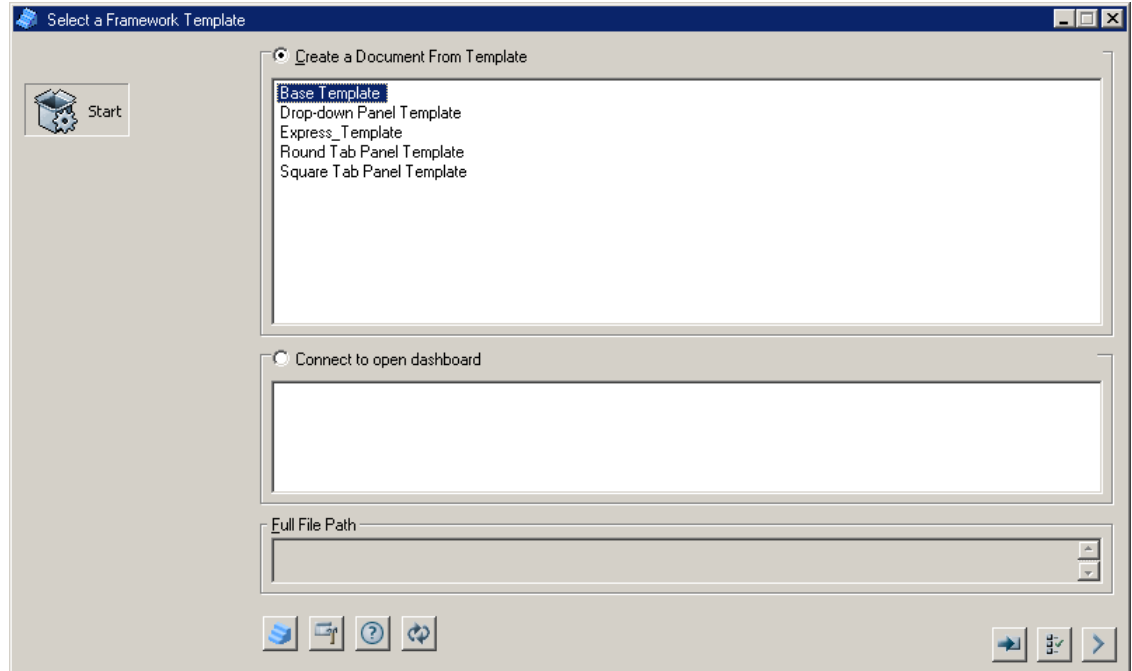 Select a Framework Template
Create a Document From Template
Start
Base Template
Drop-down Panel Template
Express_Template
Round Tab Panel Template
Square Tab Panel Template
Connect to open dashboard
Full File Path